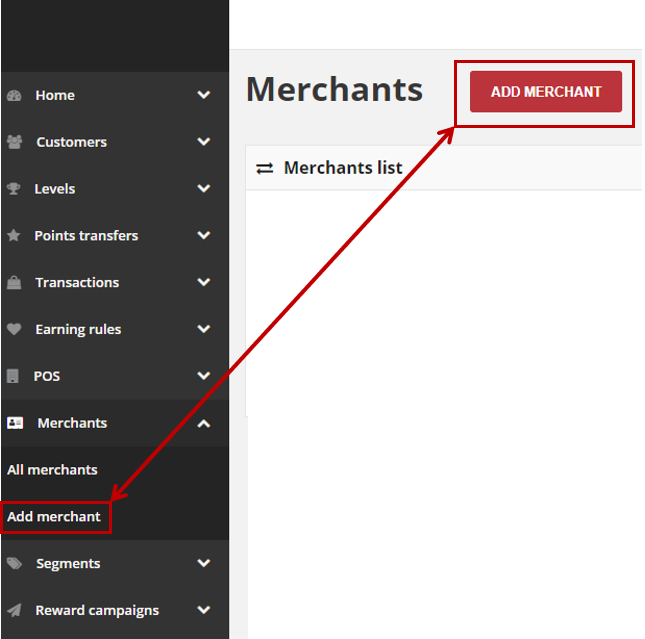 Home
Customers
Levels
Points transfers
Transactions
Earning rules
POS
Merchants
All merchants
Add merchant
Segments
Reward campaigns
Merchants
ADD MERCHANT
Merchants list